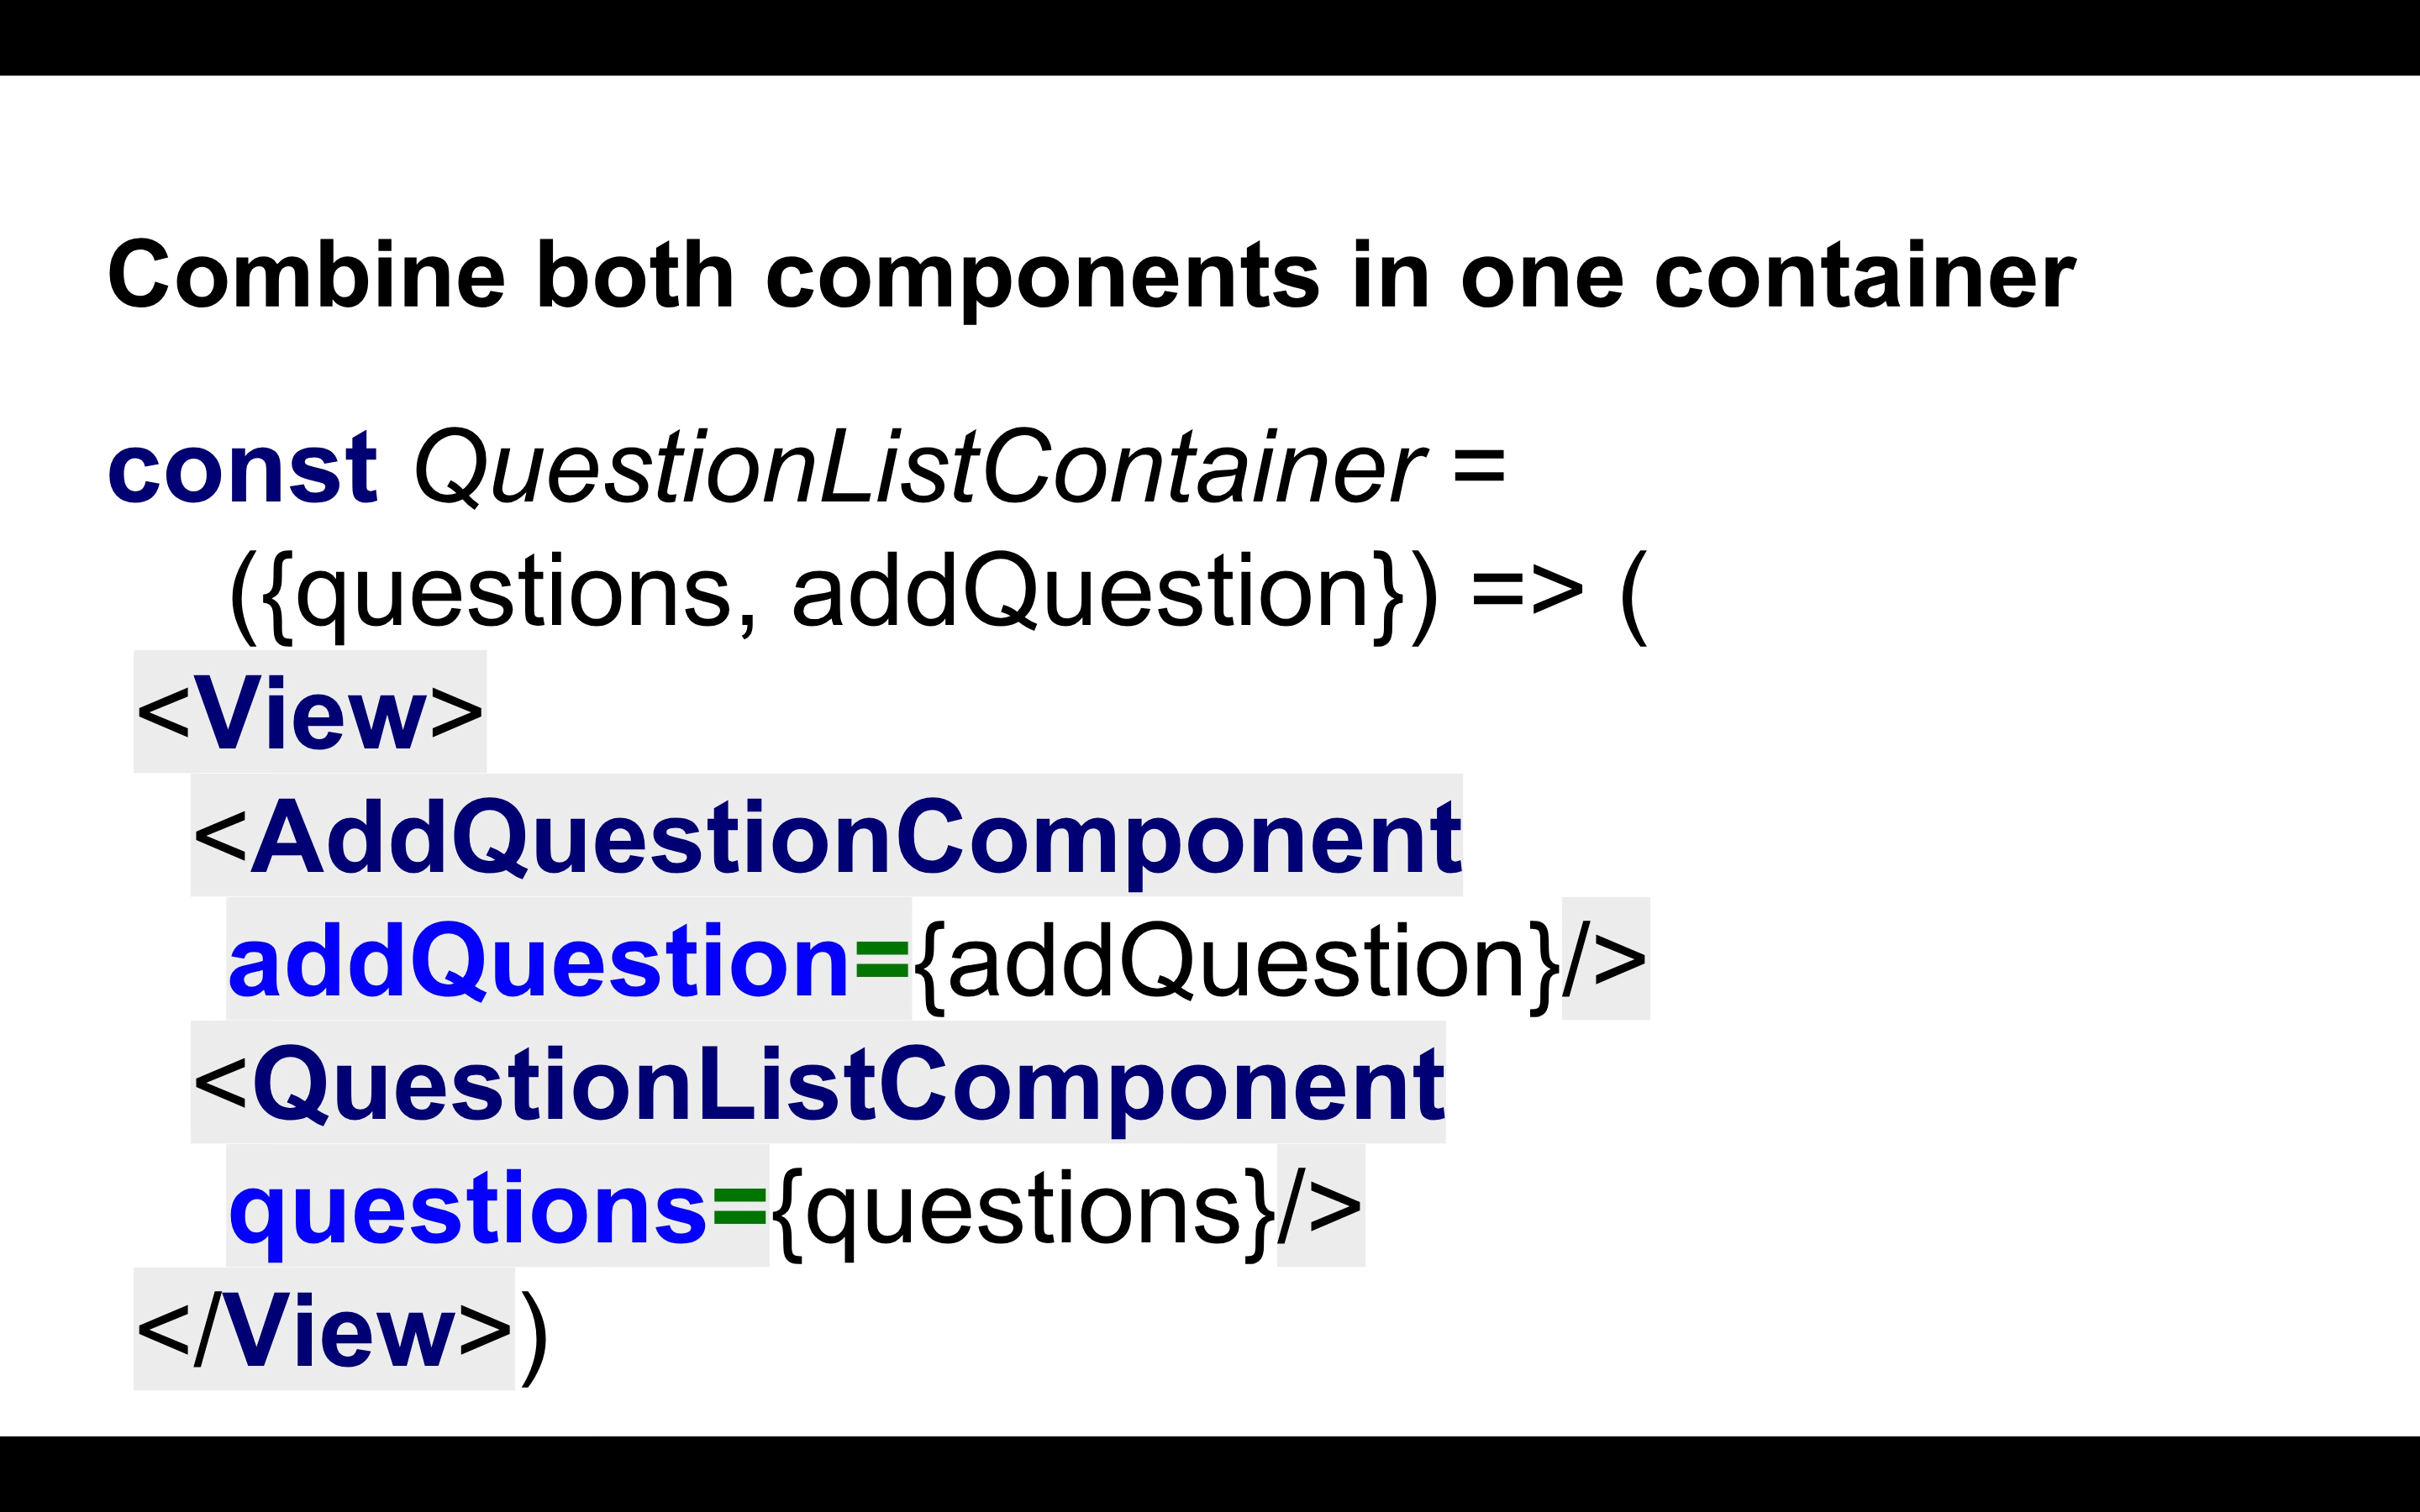 Combine both components in one container
const QuestionListContainer =
({questions, addQuestion}) => (
<View>
<AddQuestionComponent
addQuestion={addQuestion}/>
<QuestionListComponent
questions={questions}/>
</View>)